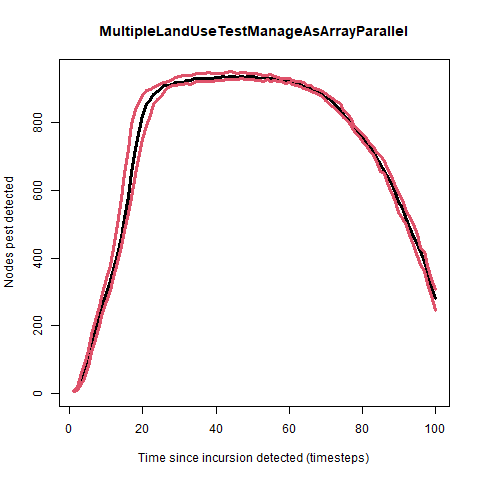 MultipleLandUseTestManageAsArrayParallel
Nodes pest detected
800
600
400
200
0
0 20 40 60 80 100
Time since incursion detected (timesteps)